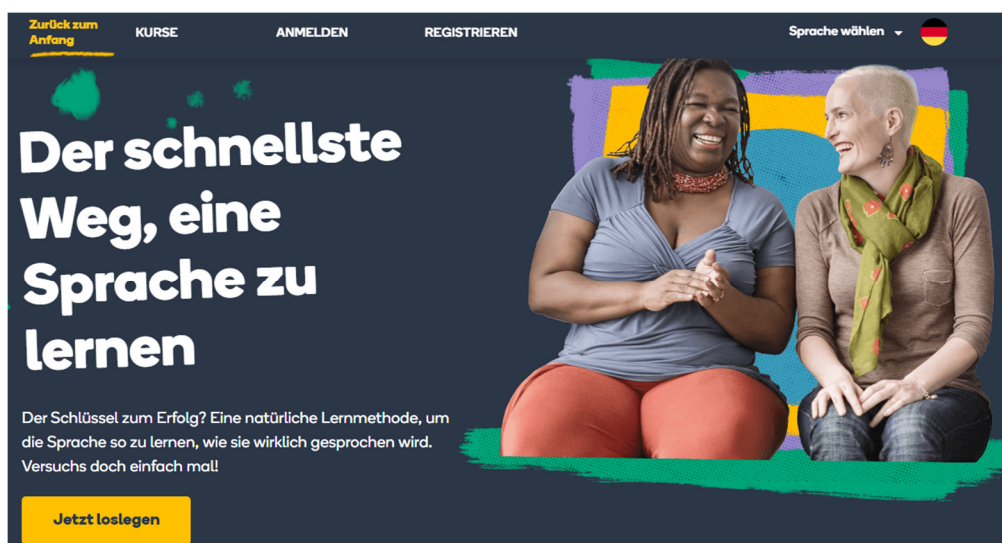 Zurück zum
Anfang
KURSE
ANMELDEN
REGISTRIEREN
Sprache wählen
Der schnellste
Weg, eine
Sprache zu
lernen
Der Schlüssel zum Erfolg? Eine natürliche Lernmethode, um
die Sprache so zu lernen, wie sie wirklich gesprochen wird.
Versuchs doch einfach mal!
Jetzt loslegen